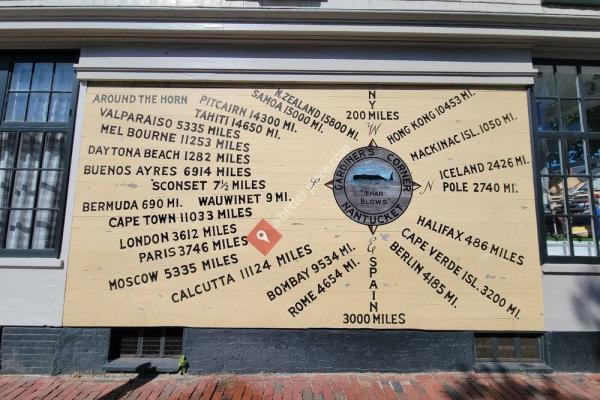 AROUND THE HORN
PITCAIRN 14300 MI.
N.ZEALAND 15800 MI.
SAMOA 15000 MI.
TAHITI 14650 MI.
VALPARAISO 5335 MILES
MELBOURNE 11253 MILES
DAYTONA BEACH 1282 MILES
BUENOS AYRES 6914 MILES
'SCONSET 7½ MILES
BERMUDA 690 MI. WAUWINET 9 MI.
CAPE TOWN 11033 MILES
LONDON 3612 MILES
PARIS 3746 MILES
MOSCOW 5335 MILES
CALCUTTA 11124 MILES
BOMBAY 9534 MI.
ROME 4654 MI.
NY
200 MILES
W
S
N
E
GARDINER'S CORNER
"THAR
BLOWS"
NANTUCKET
SPAIN
3000 MILES
HONG KONG 10453 MI.
MACKINAC ISL. 1050 MI.
ICELAND 2426 MI.
POLE 2740 MI.
HALIFAX 486 MILES
CAPE VERDE ISL. 3200 MI.
BERLIN 4185 MI.